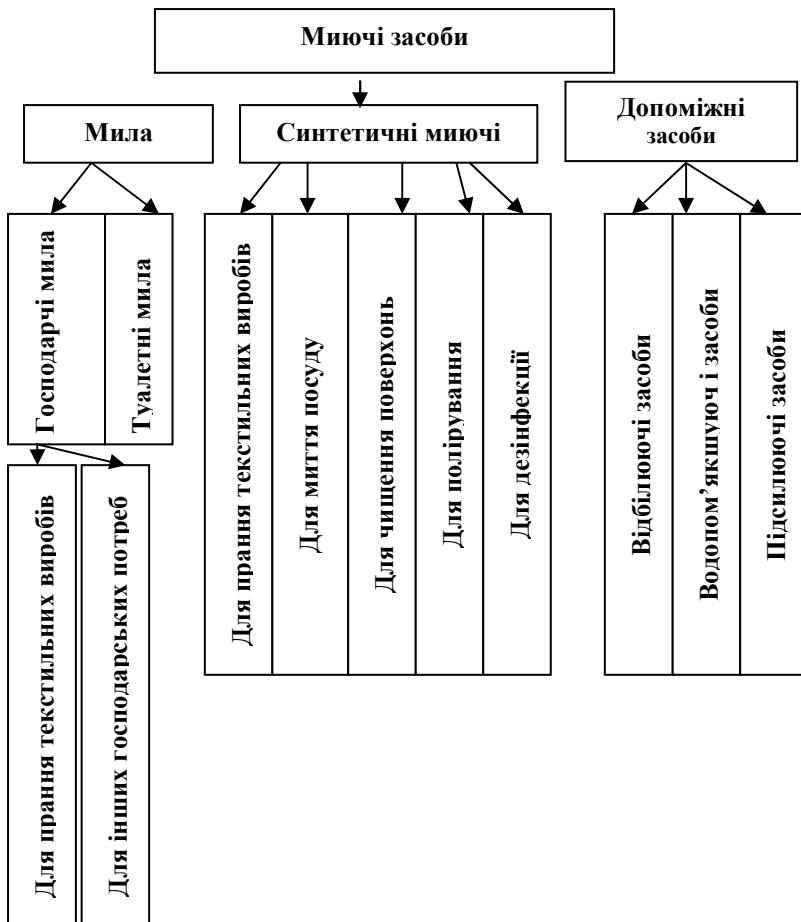 Миючі засоби
Мила
Синтетичні миючі
Допоміжні
засоби
Господарчі мила
Туалетні мила
Для прання текстильних виробів
Для миття посуду
Для чищення поверхонь
Для полірування
Для дезінфекції
Відбілюючі засоби
Водопом’якшуюч і засоби
Підсилюючі засоби
Для прання текстильних виробів
Для інших господарських потреб